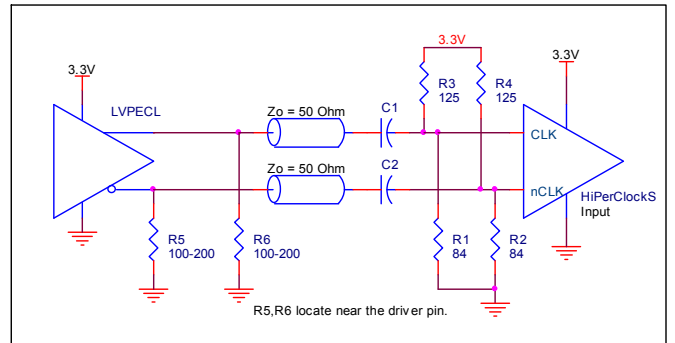 3.3V
3.3V
3.3V
LVPECL
R3
125
R4
125
Zo = 50 Ohm
C1
CLK
Zo = 50 Ohm
C2
nCLK
HiPerClockS
Input
R5
100-200
R6
100-200
R1
84
R2
84
R5,R6 locate near the driver pin.